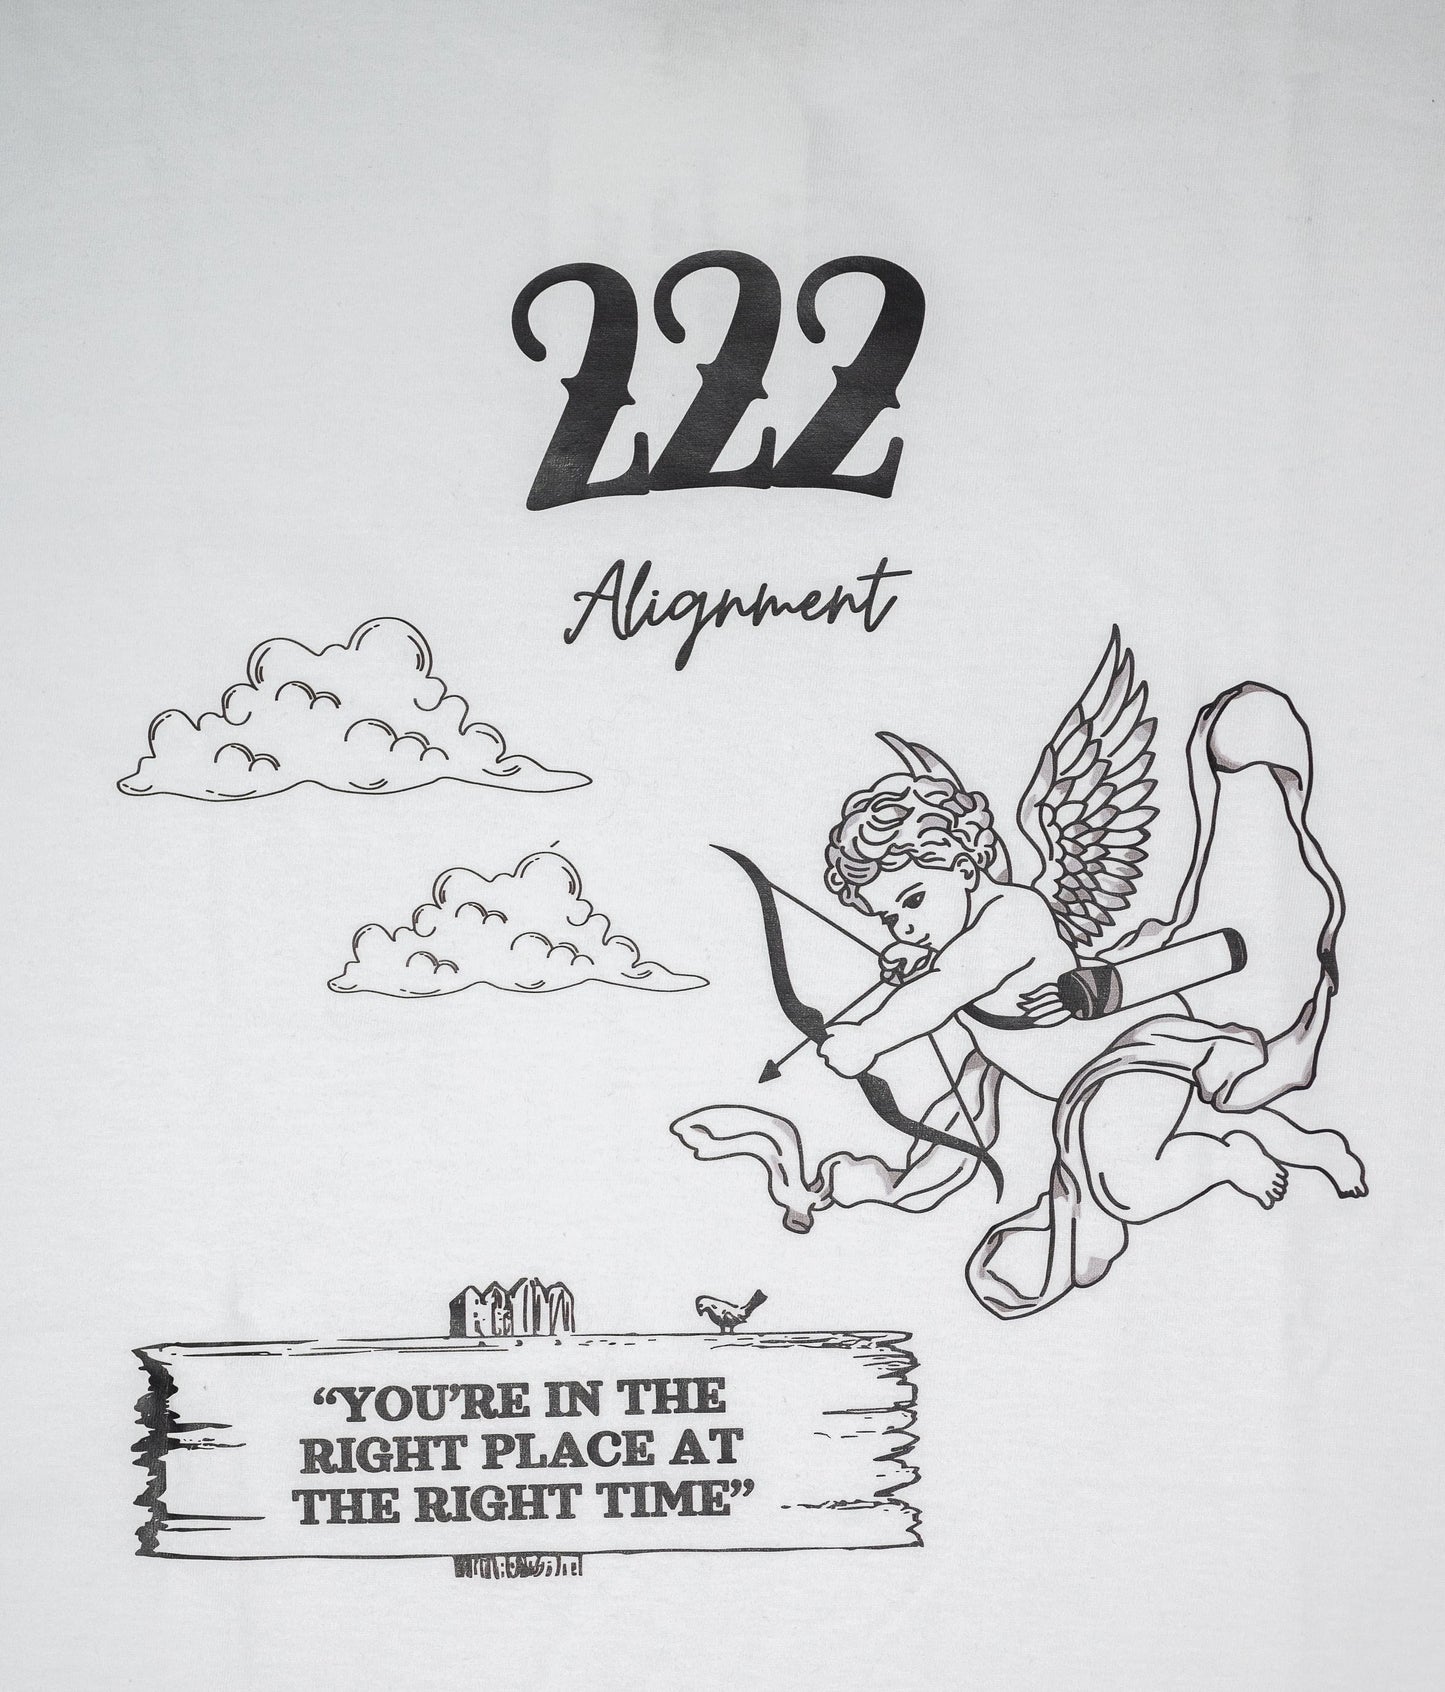 222
Alignment
“YOU’RE IN THE
RIGHT PLACE AT
THE RIGHT TIME”